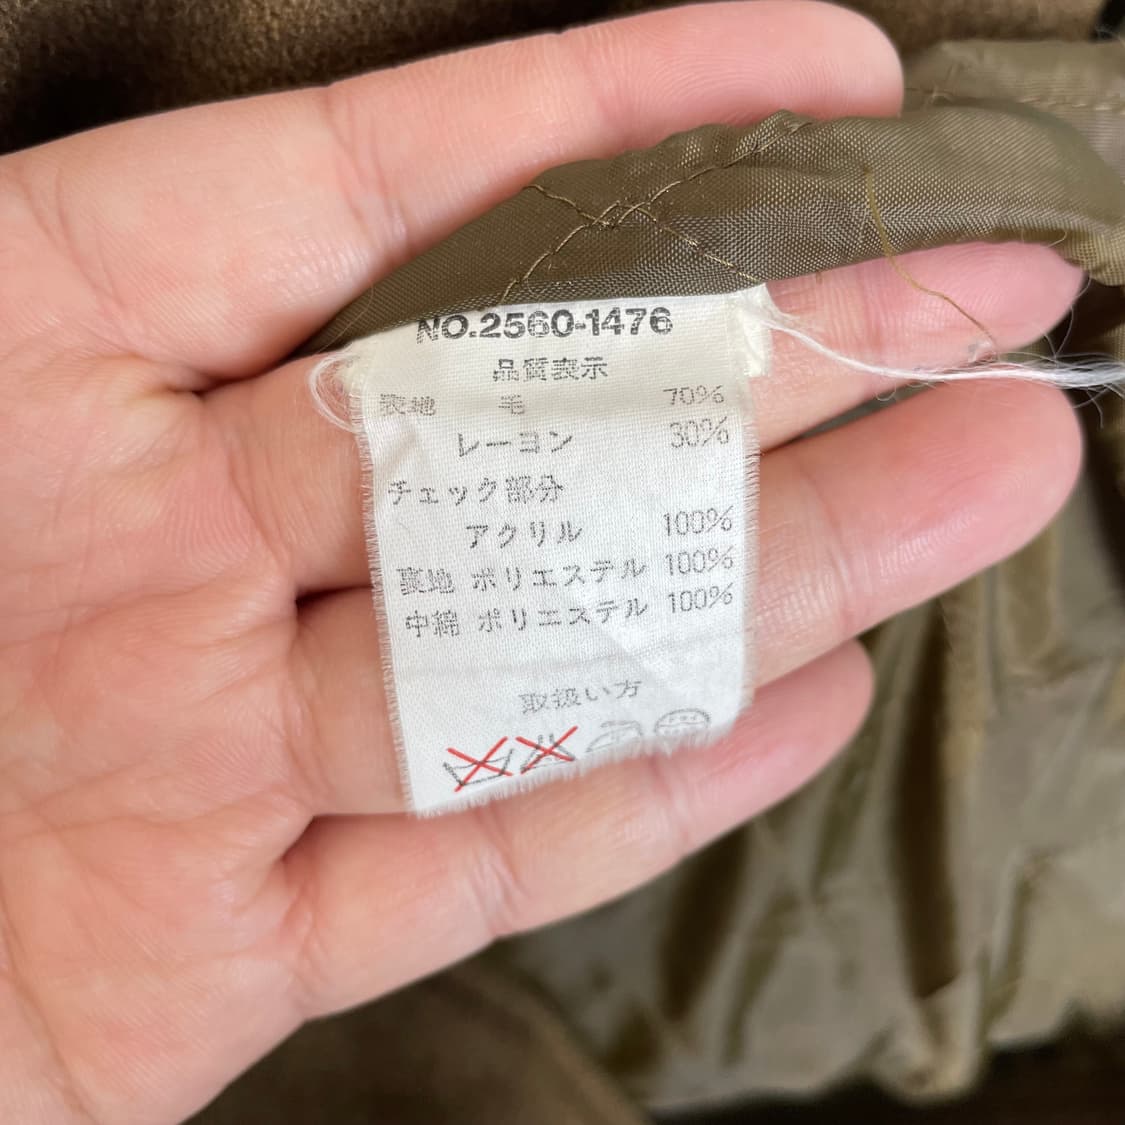 NO.2560-1476
品質表示
表地 毛 70%
レーヨン 30%
チェック部分
アクリル 100%
裏地 ポリエステル 100%
中綿 ポリエステル 100%
取扱い方